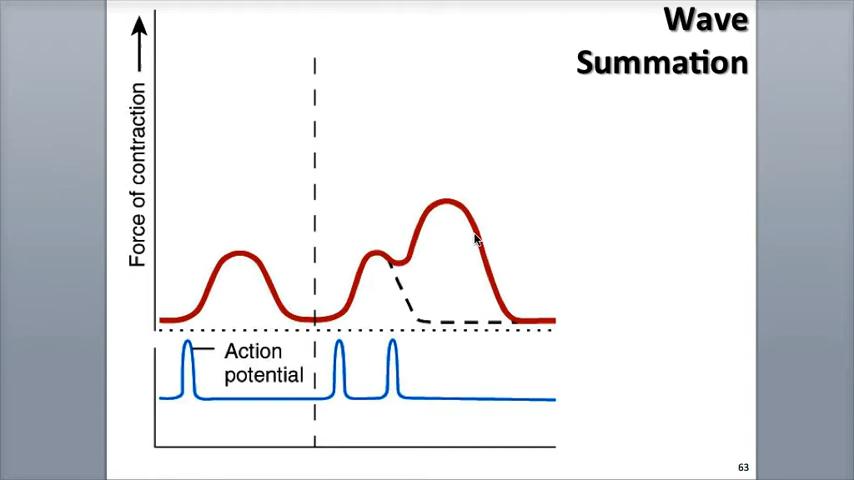 Wave
Summation
Force of contraction
Action
potential
63